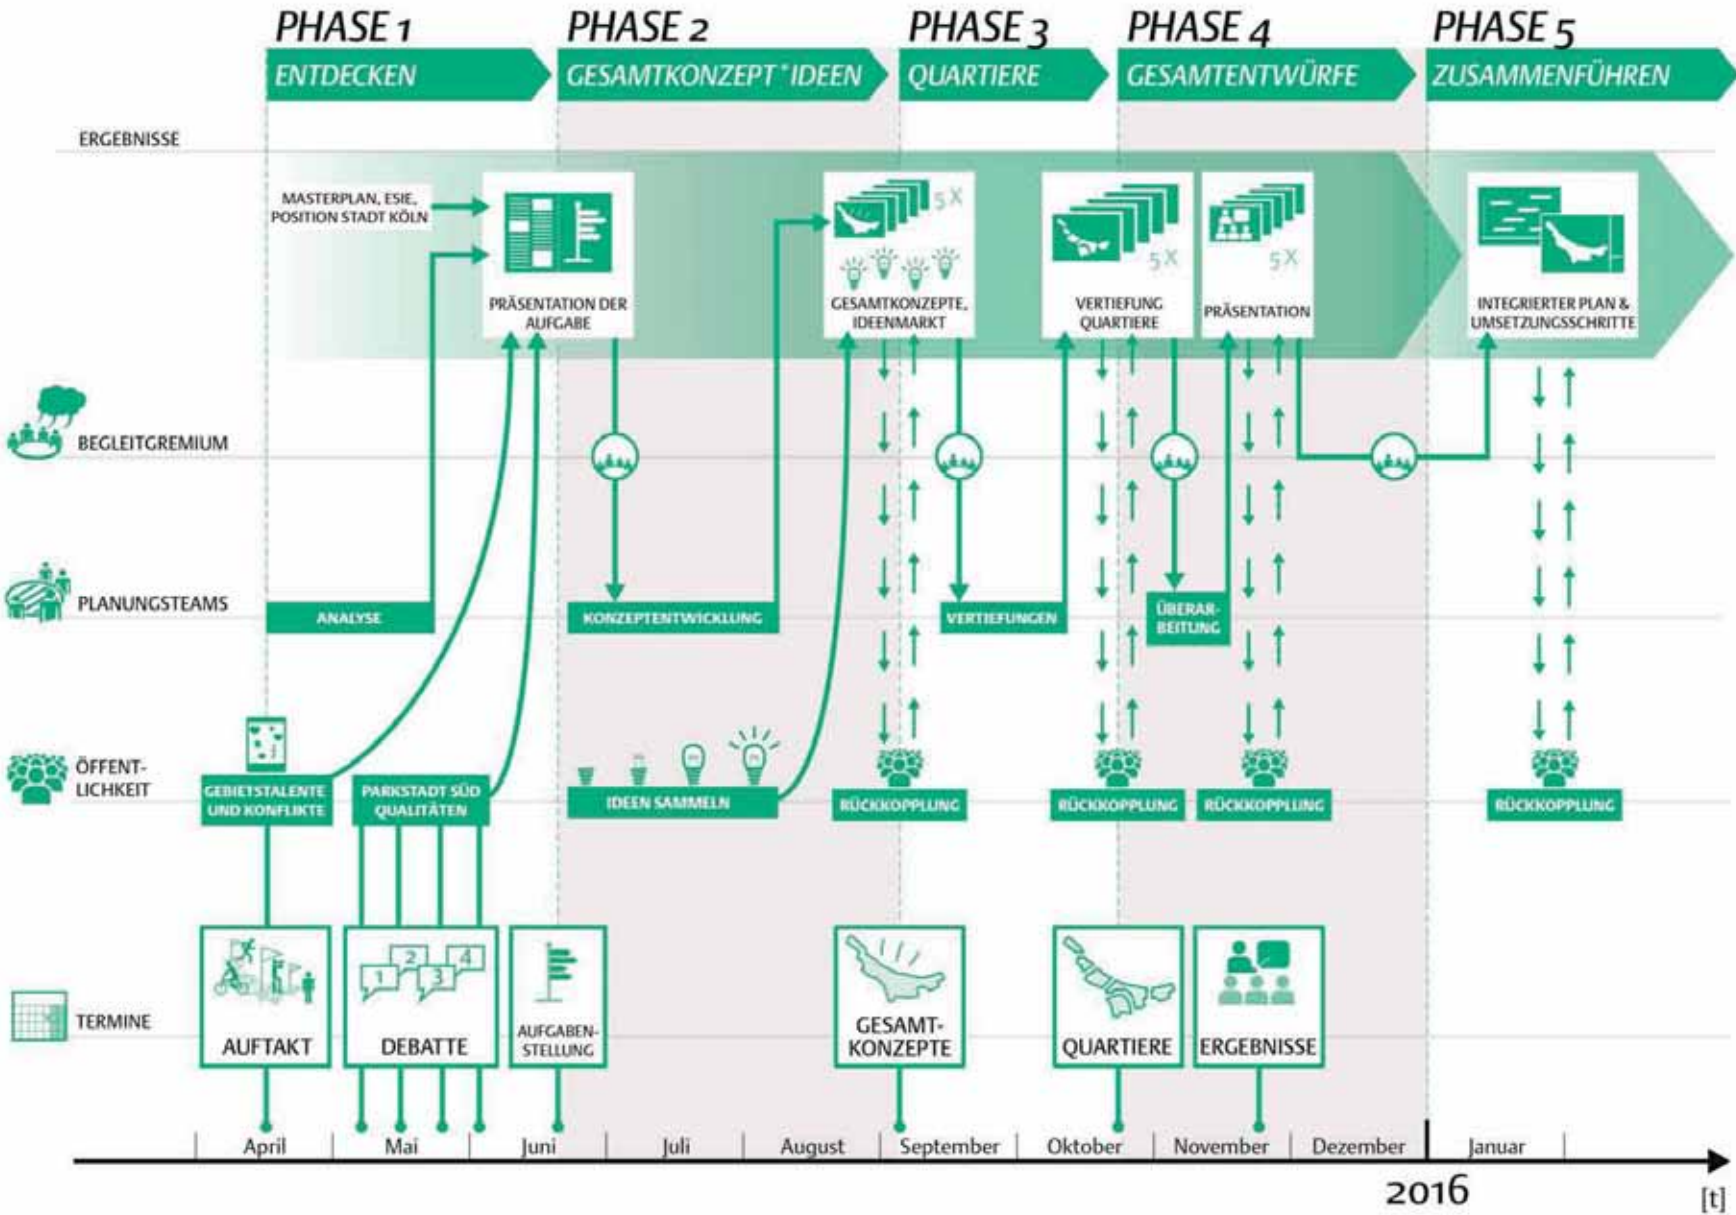 PHASE 1
PHASE 2
PHASE 3
PHASE 4
PHASE 5
ENTDECKEN
GESAMTKONZEPT + IDEEN
QUARTIERE
GESAMTENTWÜRFE
ZUSAMMENFÜHREN
ERGEBNISSE
MASTERPLAN, ESIE,
POSITION STADT KÖLN
PRÄSENTATION DER
AUFGABE
5 X
GESAMTKONZEPTE,
IDEENMARKT
5 X
VERTIEFUNG
QUARTIERE
5 X
PRÄSENTATION
INTEGRIERTER PLAN &
UMSETZUNGSSCHRITTE
BEGLEITGREMIUM
PLANUNGSTEAMS
ANALYSE
KONZEPTENTWICKLUNG
VERTIEFUNGEN
ÜBERAR-
BEITUNG
ÖFFENT-
LICHKEIT
GEBIETSTALENTE
UND KONFLIKTE
PARKSTADT SÜD
QUALITÄTEN
IDEEN SAMMELN
RÜCKKOPPLUNG
RÜCKKOPPLUNG
RÜCKKOPPLUNG
RÜCKKOPPLUNG
TERMINE
AUFTAKT
1
2
3
4
DEBATTE
AUFGABEN-
STELLUNG
GESAMT-
KONZEPTE
QUARTIERE
ERGEBNISSE
April
Mai
Juni
Juli
August
September
Oktober
November
Dezember
Januar
2016
[t]